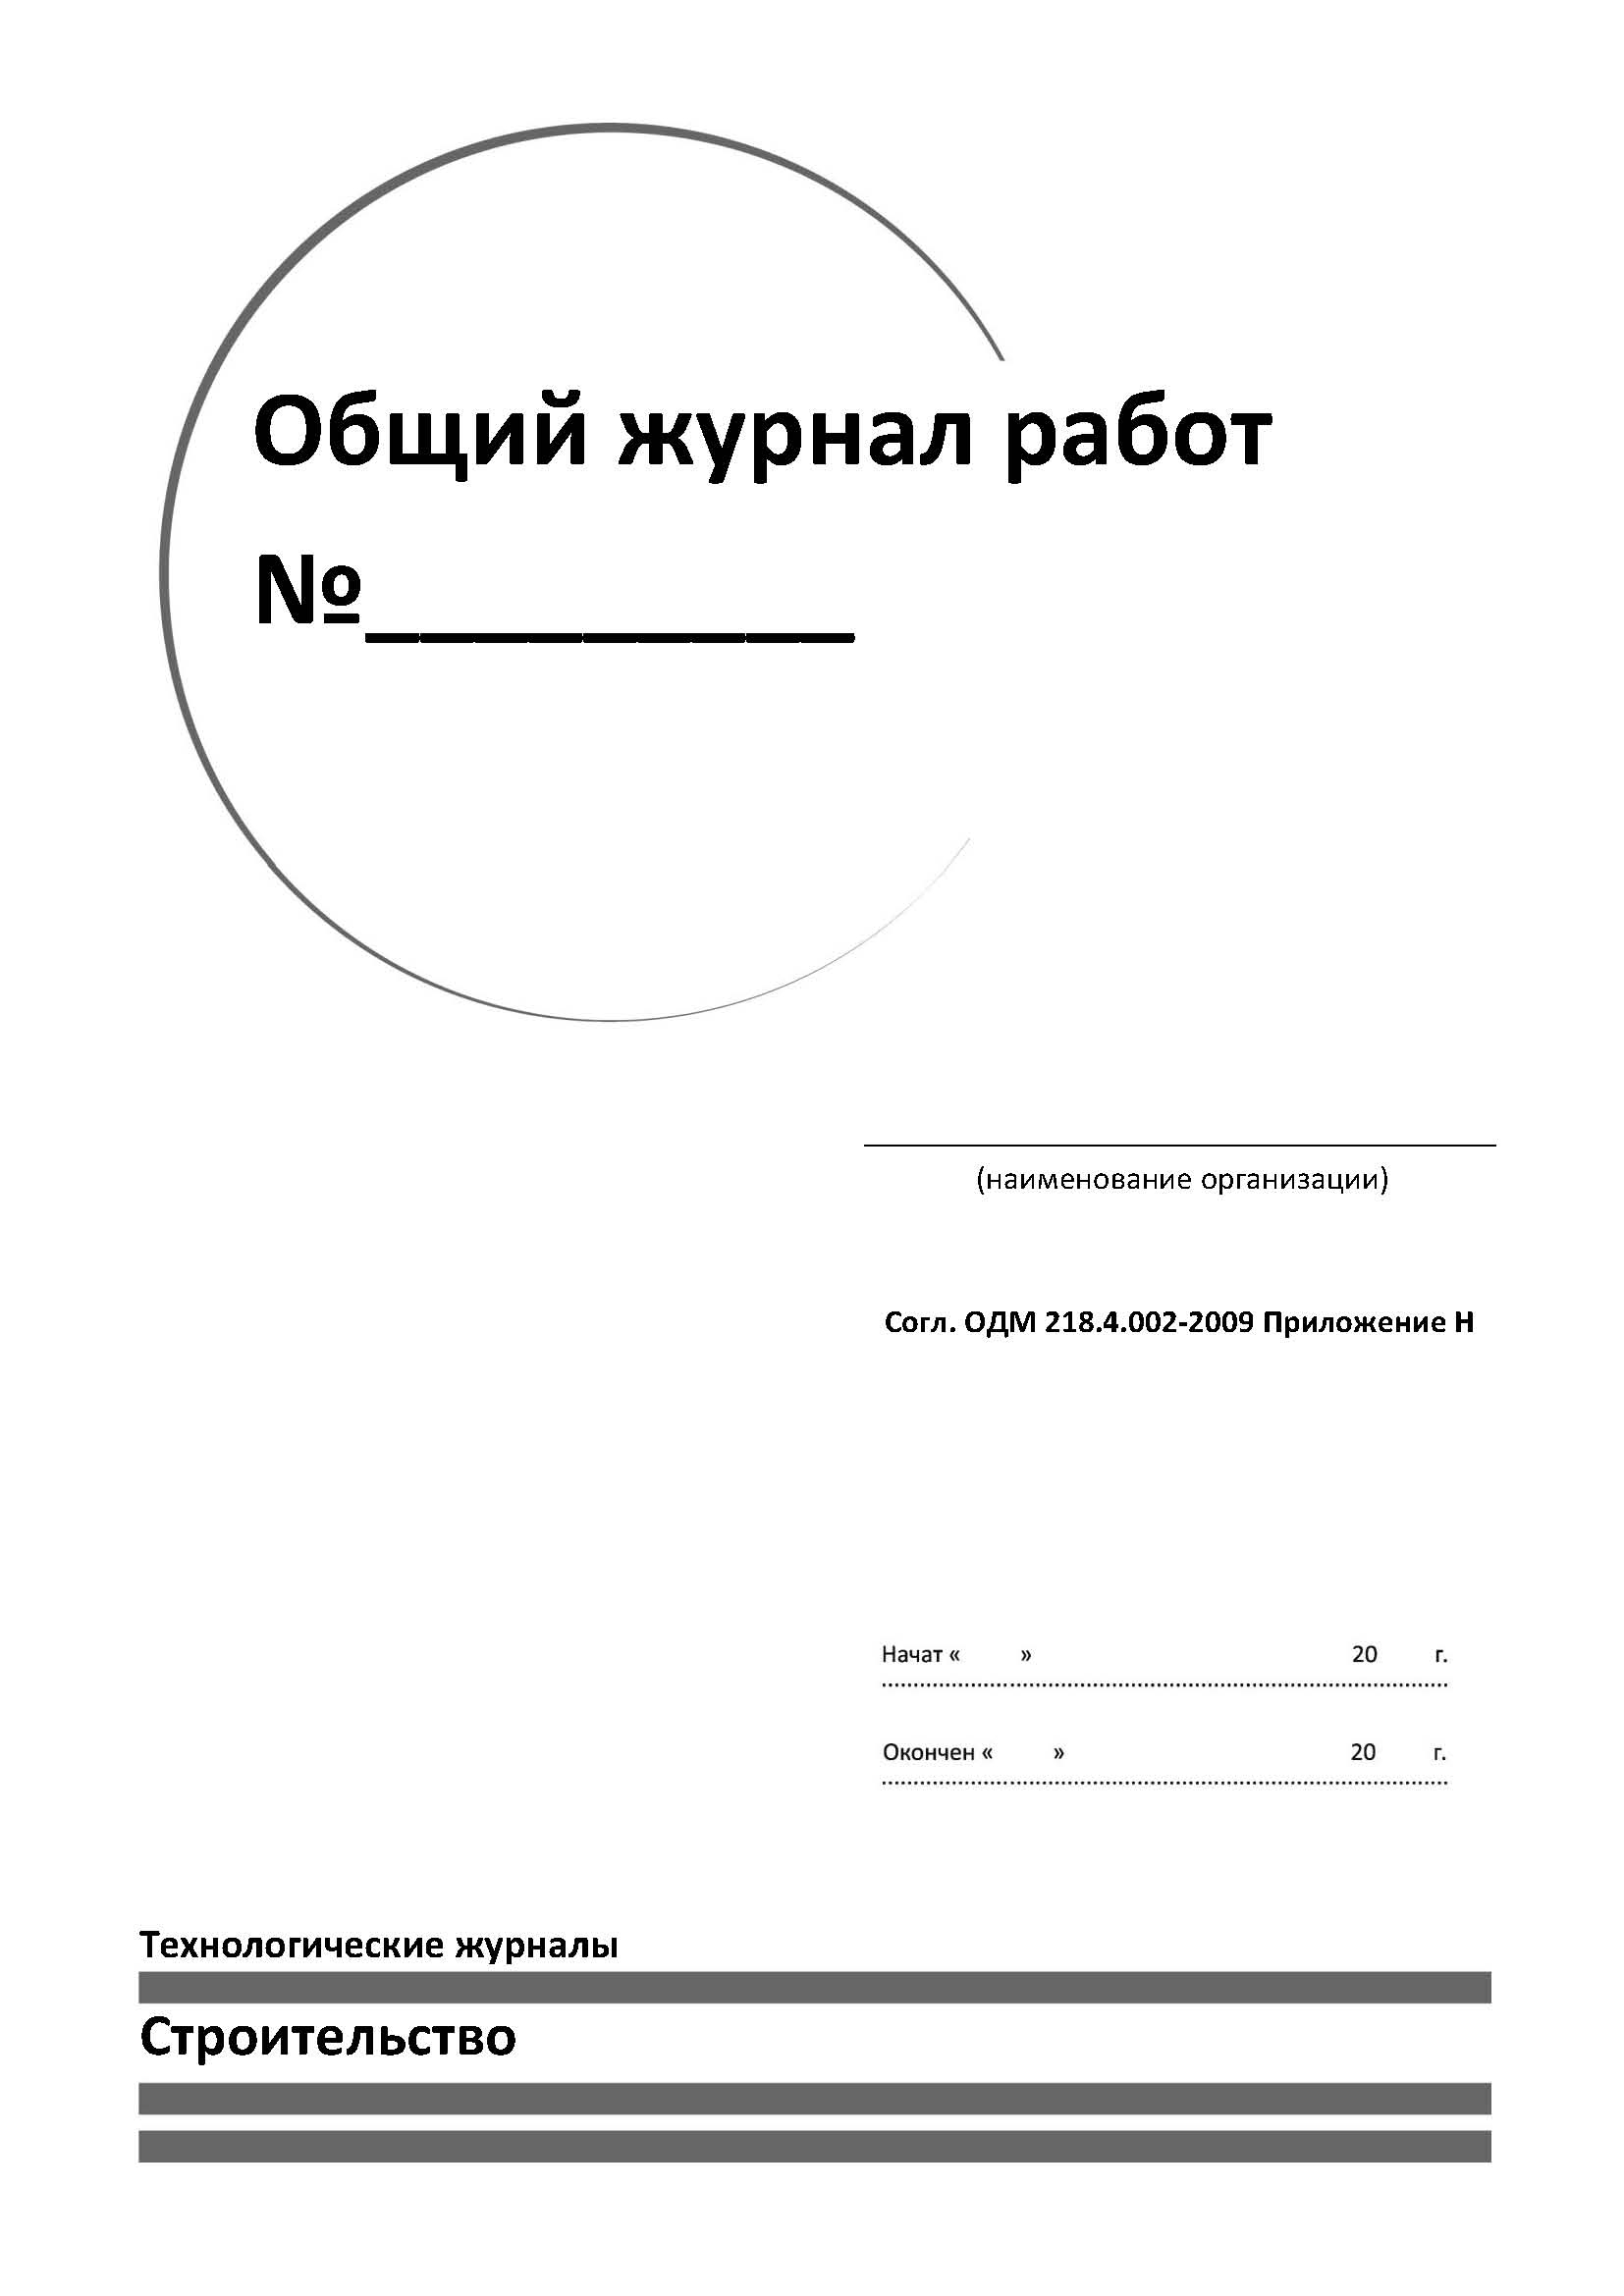 Общий журнал работ
№_________
(наименование организации)
Согл. ОДМ 218.4.002-2009 Приложение Н
Начат « » 20 г.
Окончен « » 20 г.
Технологические журналы
Строительство